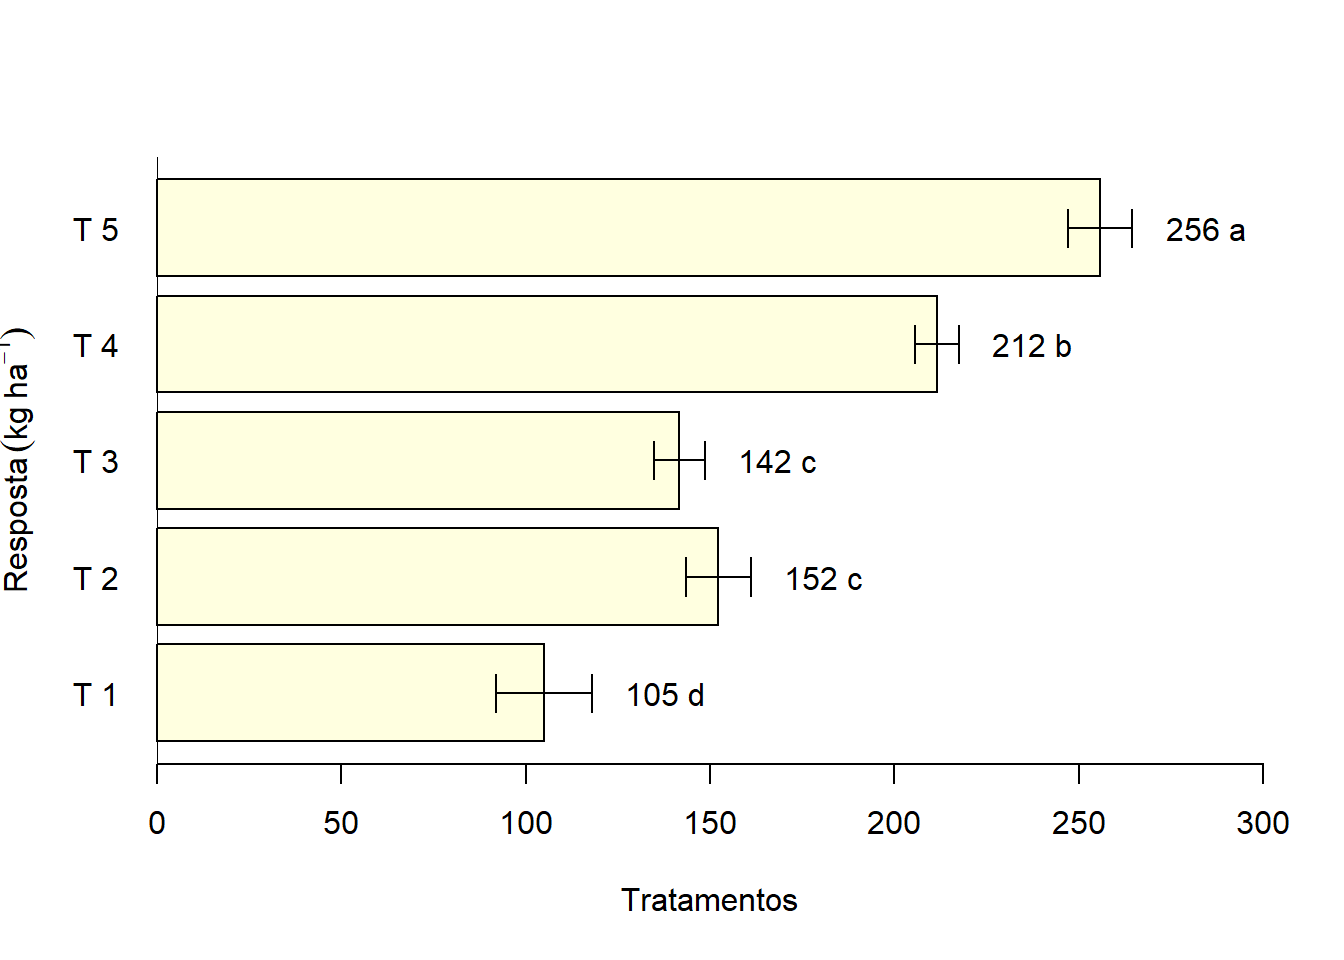 T 5
256 a
T 4
212 b
T 3
142 c
T 2
152 c
T 1
105 d
Resposta (kg ha⁻¹)
0 50 100 150 200 250 300
Tratamentos